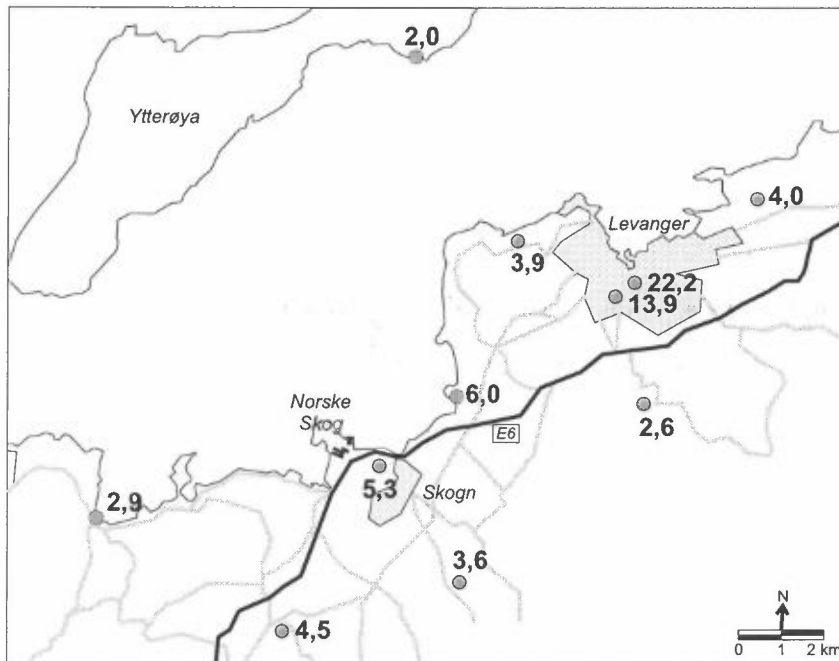 2,0
Ytterøya
4,0
Levanger
3,9
22,2
13,9
6,0
Norske
Skog
E6
2,6
5,3
Skogn
2,9
3,6
4,5
N
0 1 2 km